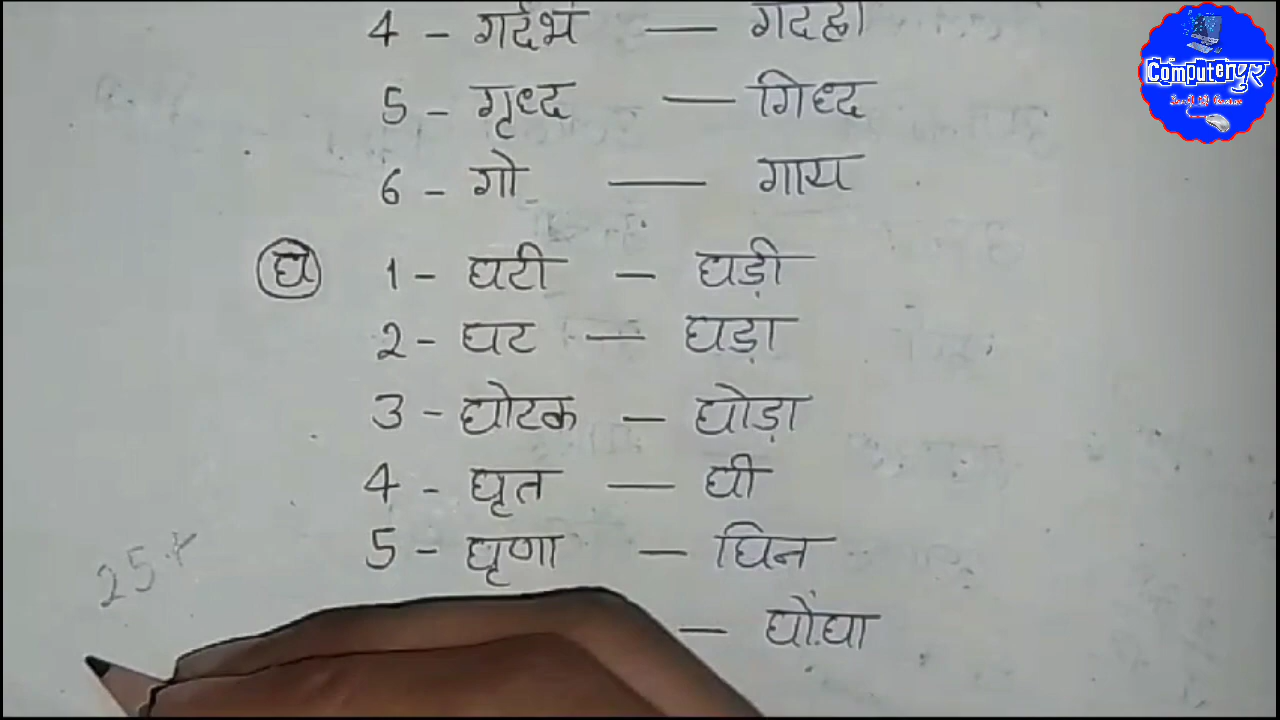 4 - गर्दभ — गदहा
Computerपुर
5 - गृध्द — गिध्द
6 - गो — गाय
घ 1 - घटी - घड़ी
2 - घट — घड़ा
3 - घोटक - घोड़ा
4 - घृत — घी
5 - घृणा - घिन
- घोंघा
25+